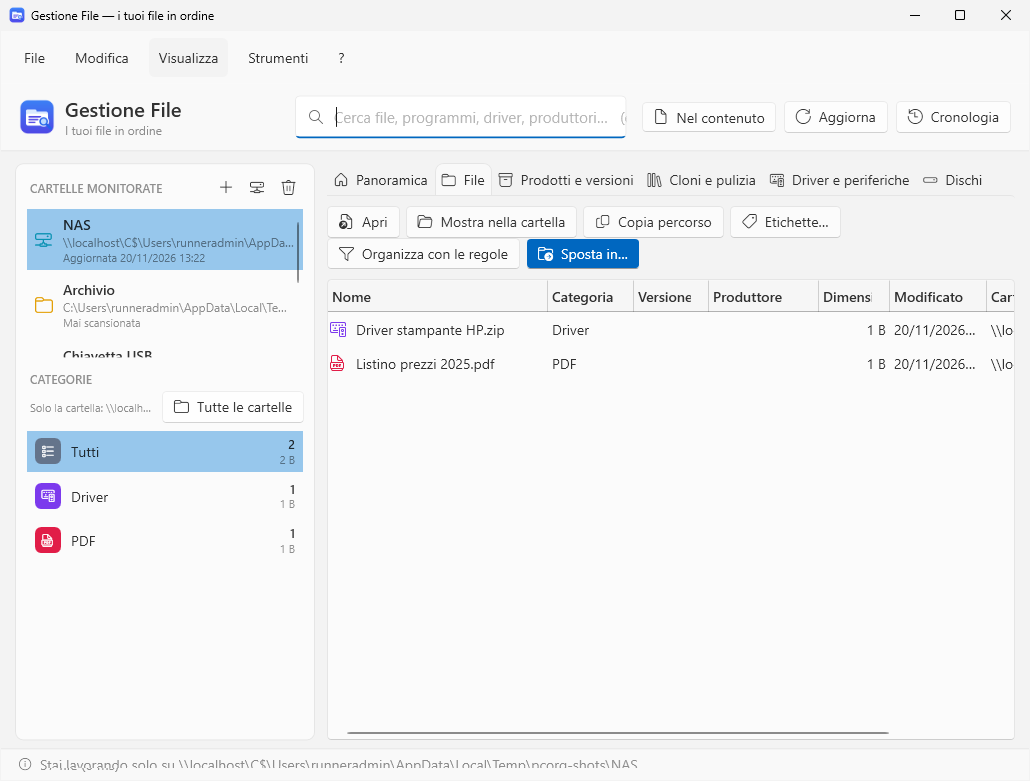 Gestione File — i tuoi file in ordine
File Modifica Visualizza Strumenti ?
Gestione File
I tuoi file in ordine
Cerca file, programmi, driver, produttori...
Nel contenuto Aggiorna Cronologia
CARTELLE MONITORATE
NAS
\\localhost\C$\Users\runneradmin\AppDa...
Aggiornata 20/11/2026 13:22
Archivio
C:\Users\runneradmin\AppData\Local\Te...
Mai scansionata
Chiavetta USB
CATEGORIE
Solo la cartella: \\localh...
Tutte le cartelle
Tutti 2
2 B
Driver 1
1 B
PDF 1
1 B
Panoramica File Prodotti e versioni Cloni e pulizia Driver e periferiche Dischi
Apri Mostra nella cartella Copia percorso Etichette...
Organizza con le regole Sposta in...
Nome Categoria Versione Produttore Dimensi Modificato Cart
Driver stampante HP.zip Driver 1 B 20/11/2026... \\lo
Listino prezzi 2025.pdf PDF 1 B 20/11/2026... \\lo
Stai lavorando solo su \\localhost\C$\Users\runneradmin\AppData\Local\Temp\pcorg-shots\NAS